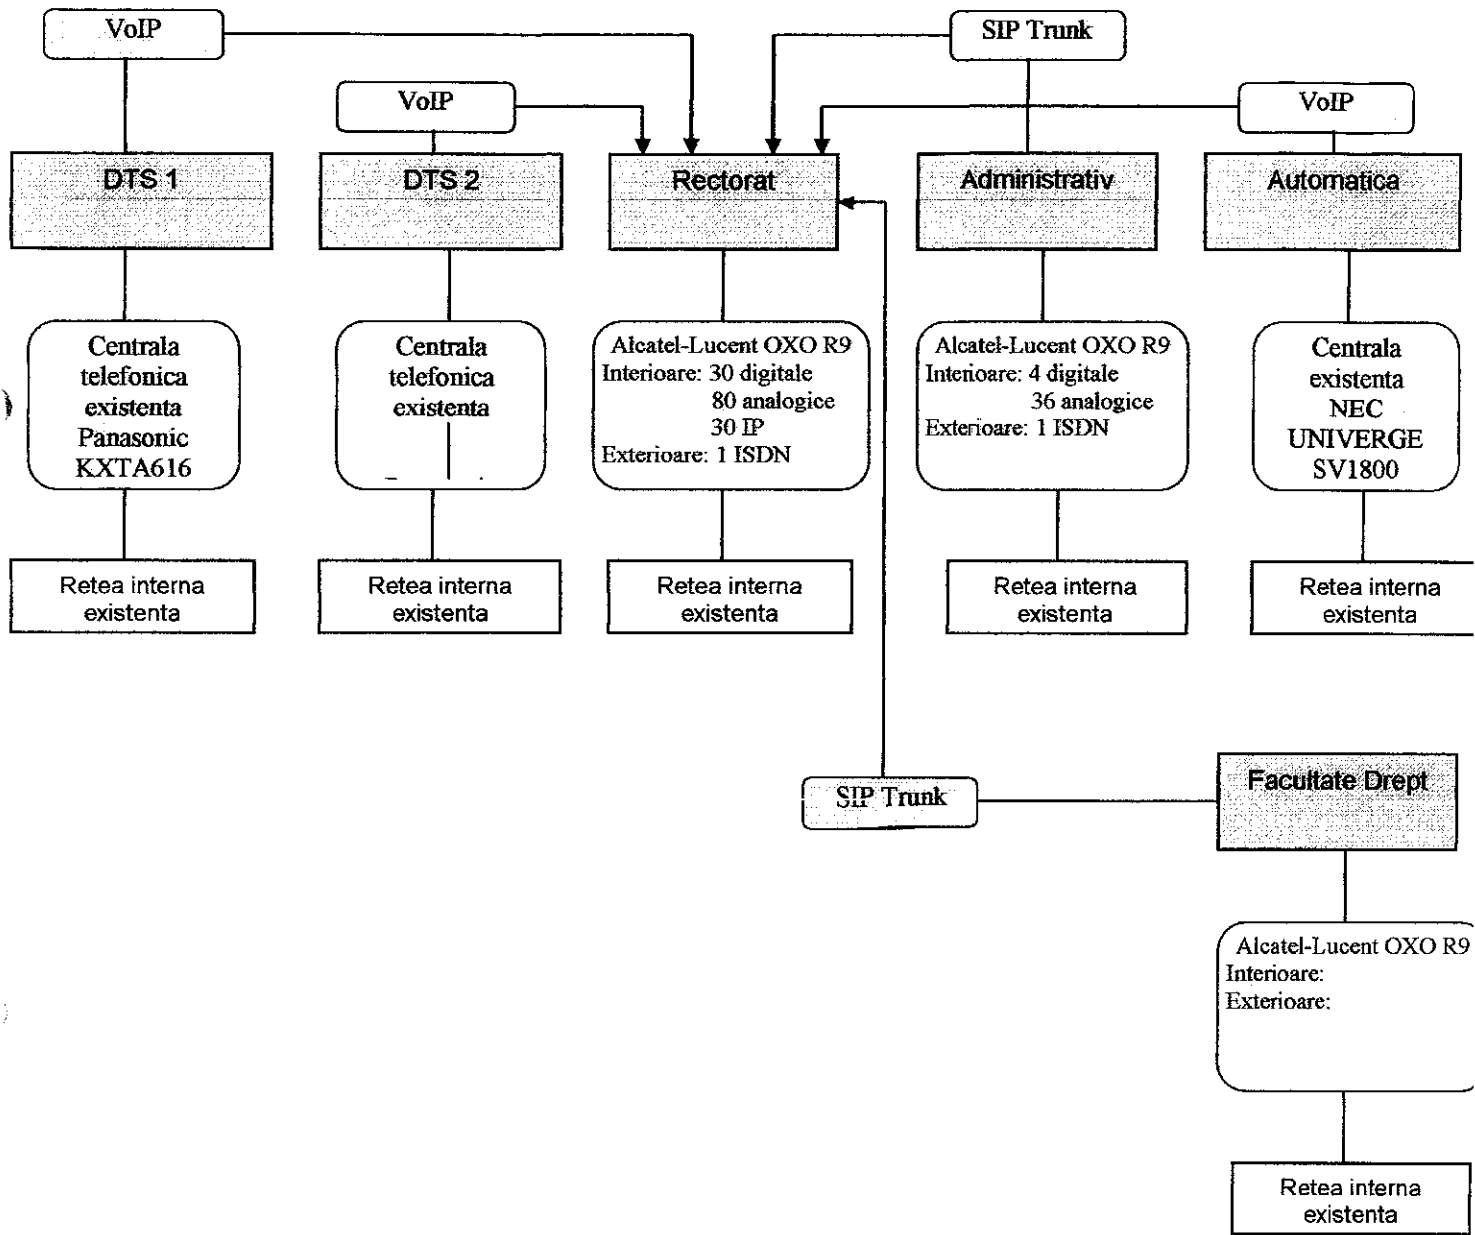 VoIP
SIP Trunk
VoIP
VoIP
DTS 1
DTS 2
Rectorat
Administrativ
Automatica
Centrala
telefonica
existenta
Panasonic
KXTA616
Centrala
telefonica
existenta
Alcatel-Lucent OXO R9
Interioare: 30 digitale
80 analogice
30 IP
Exterioare: 1 ISDN
Alcatel-Lucent OXO R9
Interioare: 4 digitale
36 analogice
Exterioare: 1 ISDN
Centrala
existenta
NEC
UNIVERGE
SV1800
Retea interna
existenta
Retea interna
existenta
Retea interna
existenta
Retea interna
existenta
Retea interna
existenta
SIP Trunk
Facultate Drept
Alcatel-Lucent OXO R9
Interioare:
Exterioare:
Retea interna
existenta